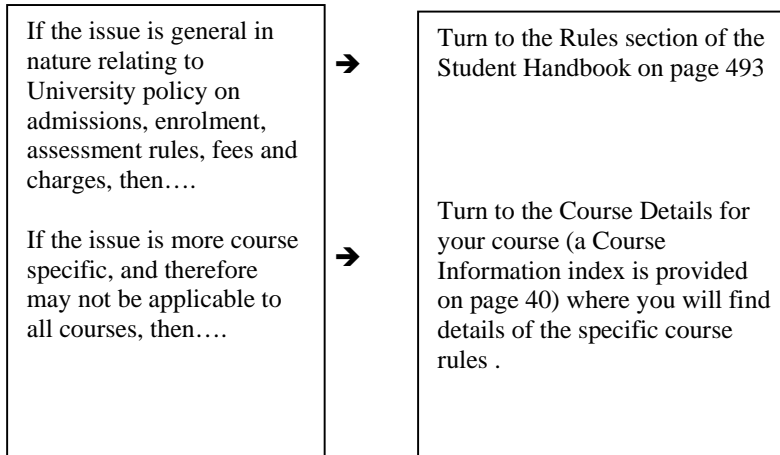 If the issue is general in
nature relating to
University policy on
admissions, enrolment,
assessment rules, fees and
charges, then….
➔
Turn to the Rules section of the
Student Handbook on page 493
If the issue is more course
specific, and therefore
may not be applicable to
all courses, then….
➔
Turn to the Course Details for
your course (a Course
Information index is provided
on page 40) where you will find
details of the specific course
rules .